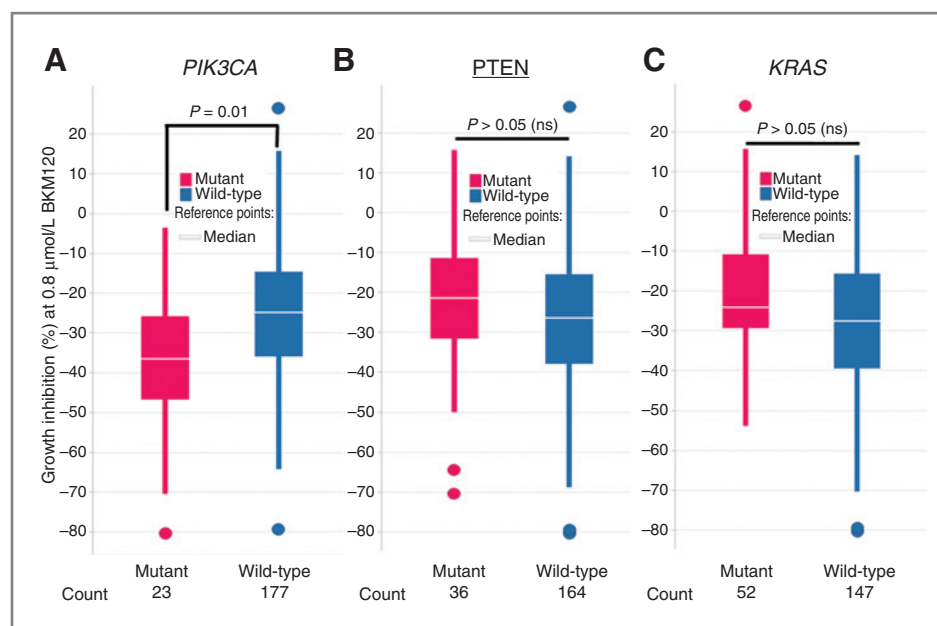 A
PIK3CA
P = 0.01
Growth inhibition (%) at 0.8 μmol/L BKM120
20
10
0
–10
–20
–30
–40
–50
–60
–70
–80
Mutant
Wild-type
Reference points:
Median
Mutant Wild-type
Count 23 177
B
PTEN
P > 0.05 (ns)
20
10
0
–10
–20
–30
–40
–50
–60
–70
–80
Mutant
Wild-type
Reference points:
Median
Mutant Wild-type
Count 36 164
C
KRAS
P > 0.05 (ns)
20
10
0
–10
–20
–30
–40
–50
–60
–70
–80
Mutant
Wild-type
Reference points:
Median
Mutant Wild-type
Count 52 147